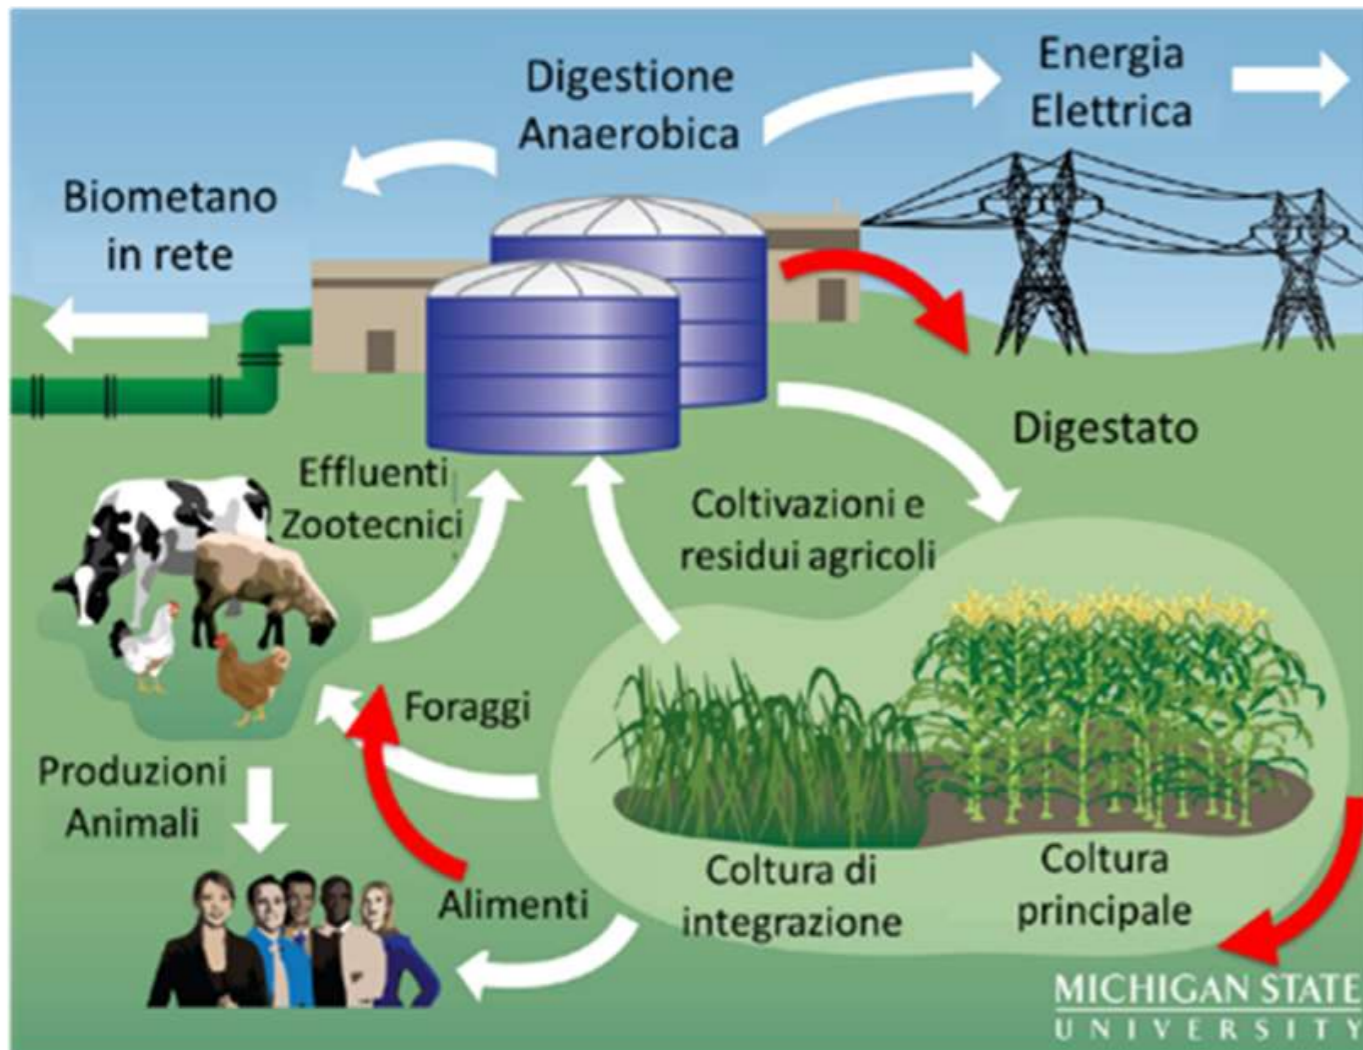 Digestione
Anaerobica
Energia
Elettrica
Biometano
in rete
Digestato
Effluenti
Zootecnici
Coltivazioni e
residui agricoli
Foraggi
Produzioni
Animali
Alimenti
Coltura di
integrazione
Coltura
principale
MICHIGAN STATE
UNIVERSITY